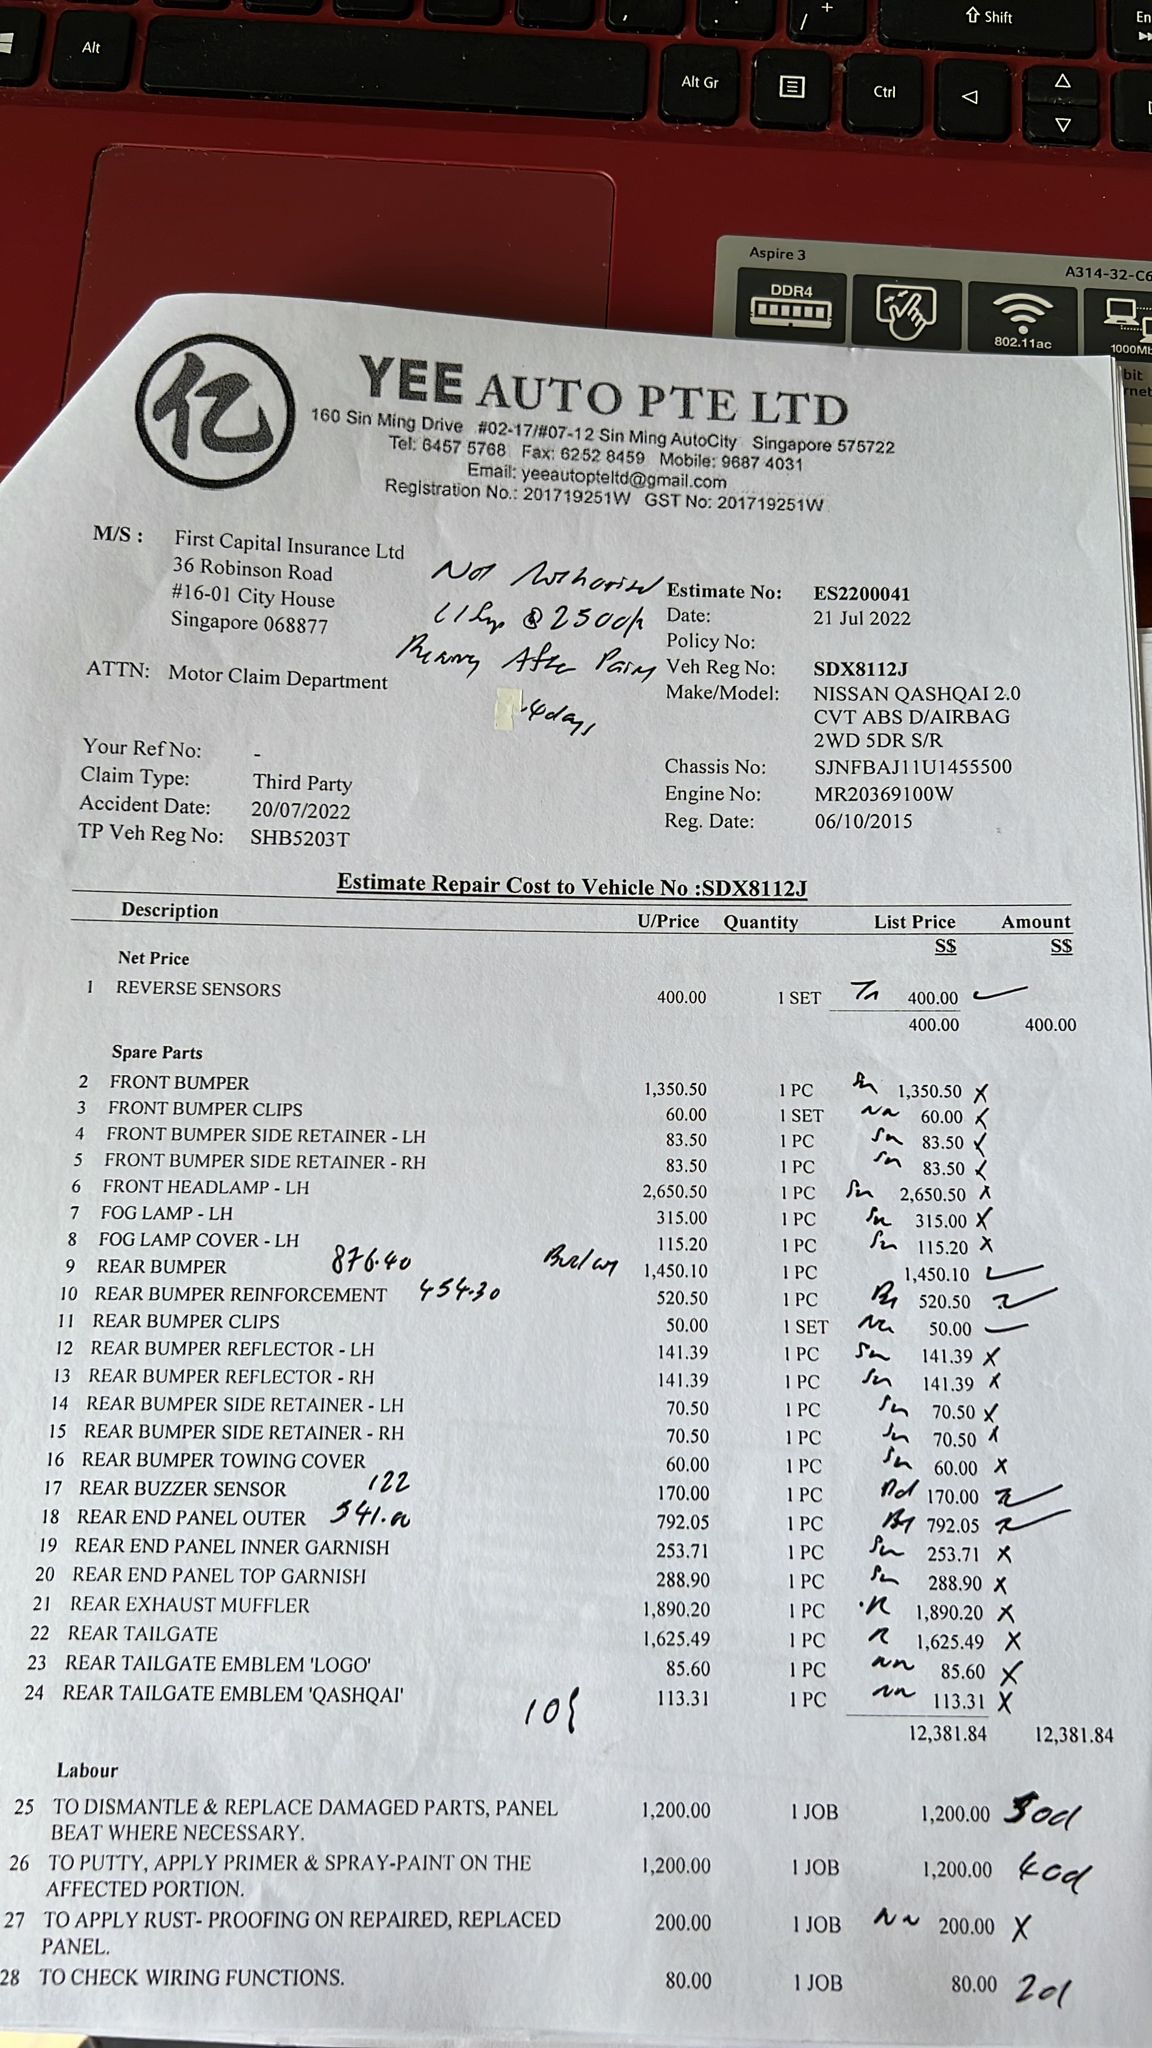 Alt
Alt Gr
Ctrl
Shift
En
Aspire 3
A314-32-C6
DDR4
802.11ac
1000Mb
bit
亿 YEE AUTO PTE LTD
160 Sin Ming Drive #02-17/#07-12 Sin Ming AutoCity Singapore 575722
Tel: 6457 5768 Fax: 6252 8459 Mobile: 9687 4031
Email: yeeautopteltd@gmail.com
Registration No.: 201719251W GST No: 201719251W
M/S : First Capital Insurance Ltd
36 Robinson Road
#16-01 City House
Singapore 068877
ATTN: Motor Claim Department
Not Authorised
@ 2500/
After
4 days
Estimate No: ES2200041
Date: 21 Jul 2022
Policy No:
Veh Reg No: SDX8112J
Make/Model: NISSAN QASHQAI 2.0
CVT ABS D/AIRBAG
2WD 5DR S/R
Chassis No: SJNFBAJ11U1455500
Engine No: MR20369100W
Reg. Date: 06/10/2015
Your Ref No: -
Claim Type: Third Party
Accident Date: 20/07/2022
TP Veh Reg No: SHB5203T
Estimate Repair Cost to Vehicle No :SDX8112J
Description U/Price Quantity List Price Amount
S$ S$
Net Price
1 REVERSE SENSORS 400.00 1 SET 400.00
400.00 400.00
Spare Parts
2 FRONT BUMPER 1,350.50 1 PC 1,350.50 X
3 FRONT BUMPER CLIPS 60.00 1 SET 60.00 X
4 FRONT BUMPER SIDE RETAINER - LH 83.50 1 PC 83.50 X
5 FRONT BUMPER SIDE RETAINER - RH 83.50 1 PC 83.50 X
6 FRONT HEADLAMP - LH 2,650.50 1 PC 2,650.50 X
7 FOG LAMP - LH 315.00 1 PC 315.00 X
8 FOG LAMP COVER - LH 115.20 1 PC 115.20 X
9 REAR BUMPER 876.40 1,450.10 1 PC 1,450.10
10 REAR BUMPER REINFORCEMENT 454.30 520.50 1 PC 520.50
11 REAR BUMPER CLIPS 50.00 1 SET 50.00
12 REAR BUMPER REFLECTOR - LH 141.39 1 PC 141.39 X
13 REAR BUMPER REFLECTOR - RH 141.39 1 PC 141.39 X
14 REAR BUMPER SIDE RETAINER - LH 70.50 1 PC 70.50 X
15 REAR BUMPER SIDE RETAINER - RH 70.50 1 PC 70.50 X
16 REAR BUMPER TOWING COVER 60.00 1 PC 60.00 X
17 REAR BUZZER SENSOR 122 170.00 1 PC 170.00
18 REAR END PANEL OUTER 541.00 792.05 1 PC 792.05
19 REAR END PANEL INNER GARNISH 253.71 1 PC 253.71 X
20 REAR END PANEL TOP GARNISH 288.90 1 PC 288.90 X
21 REAR EXHAUST MUFFLER 1,890.20 1 PC R 1,890.20 X
22 REAR TAILGATE 1,625.49 1 PC R 1,625.49 X
23 REAR TAILGATE EMBLEM 'LOGO' 85.60 1 PC 85.60 X
24 REAR TAILGATE EMBLEM 'QASHQAI' 113.31 1 PC 113.31 X
12,381.84 12,381.84
Labour
25 TO DISMANTLE & REPLACE DAMAGED PARTS, PANEL 1,200.00 1 JOB 1,200.00
BEAT WHERE NECESSARY.
26 TO PUTTY, APPLY PRIMER & SPRAY-PAINT ON THE 1,200.00 1 JOB 1,200.00
AFFECTED PORTION.
27 TO APPLY RUST- PROOFING ON REPAIRED, REPLACED 200.00 1 JOB 200.00 X
PANEL.
28 TO CHECK WIRING FUNCTIONS. 80.00 1 JOB 80.00